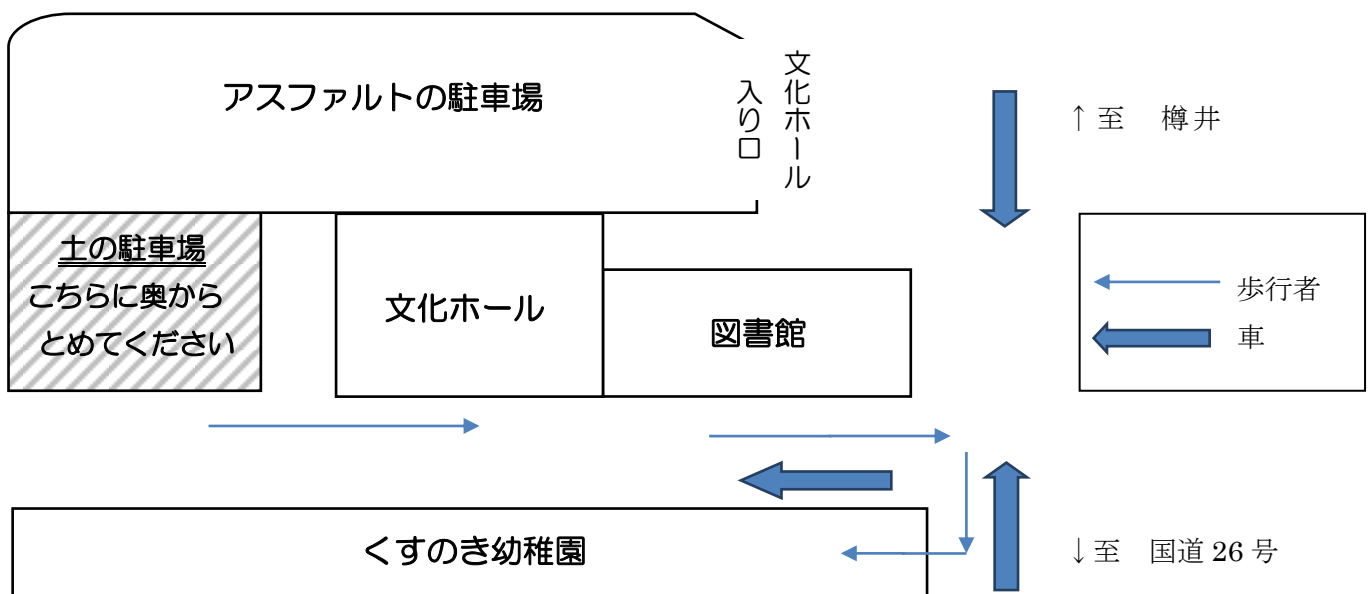 アスファルトの駐車場
文化ホール
入り口
↑至 樽井
土の駐車場
こちらに奥から
とめてください
文化ホール
図書館
歩行者
車
くすのき幼稚園
↓至 国道 26 号